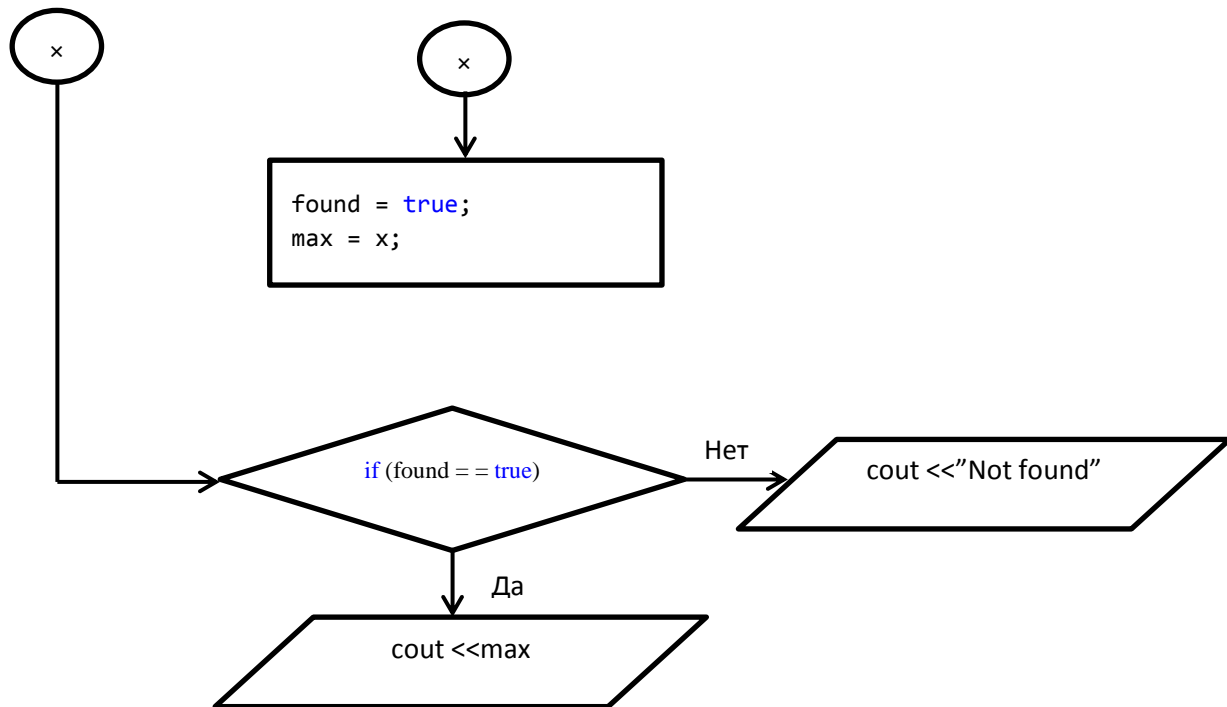 ×
×
found = true;
max = x;
if (found = = true)
Нет
cout <<”Not found”
Да
cout <<max